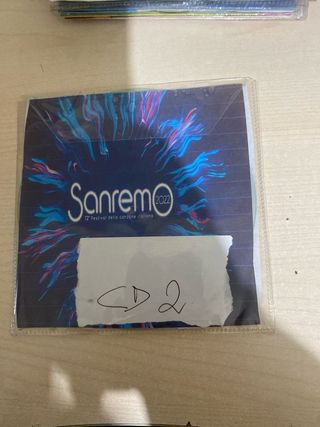 Sanremo 2022
72° Festival della canzone italiana
CD 2